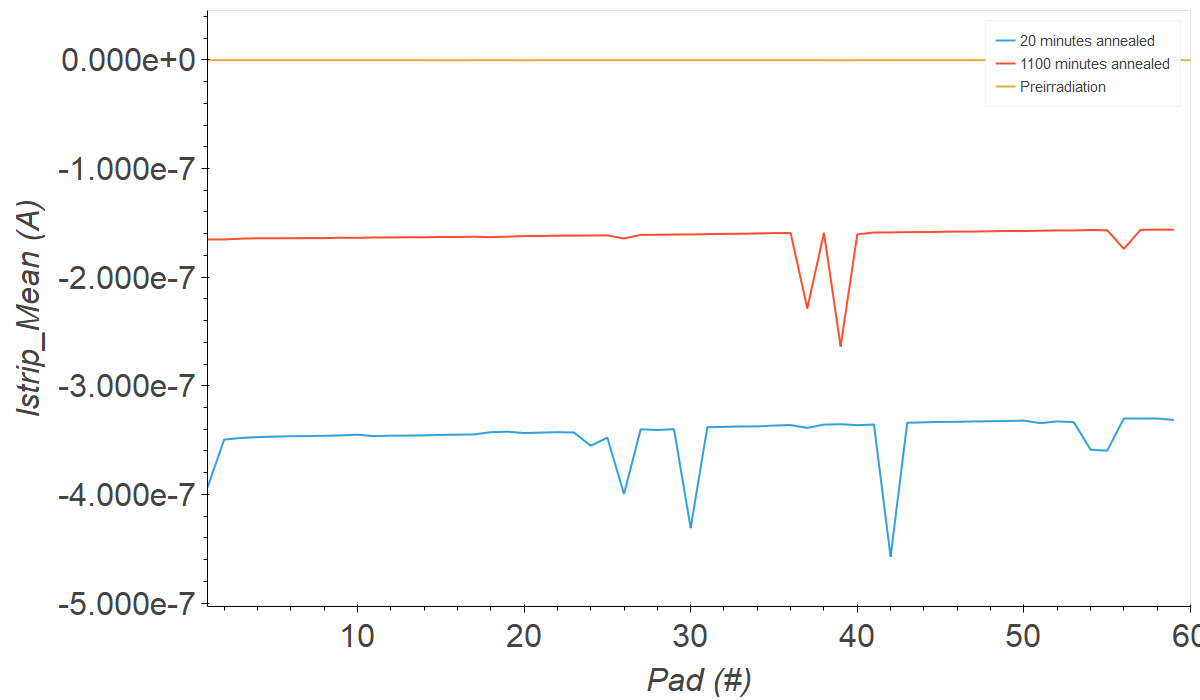 0.000e+0
-1.000e-7
-2.000e-7
-3.000e-7
-4.000e-7
-5.000e-7
Istrip_Mean (A)
20 minutes annealed
1100 minutes annealed
Preirradiation
10 20 30 40 50 60
Pad (#)